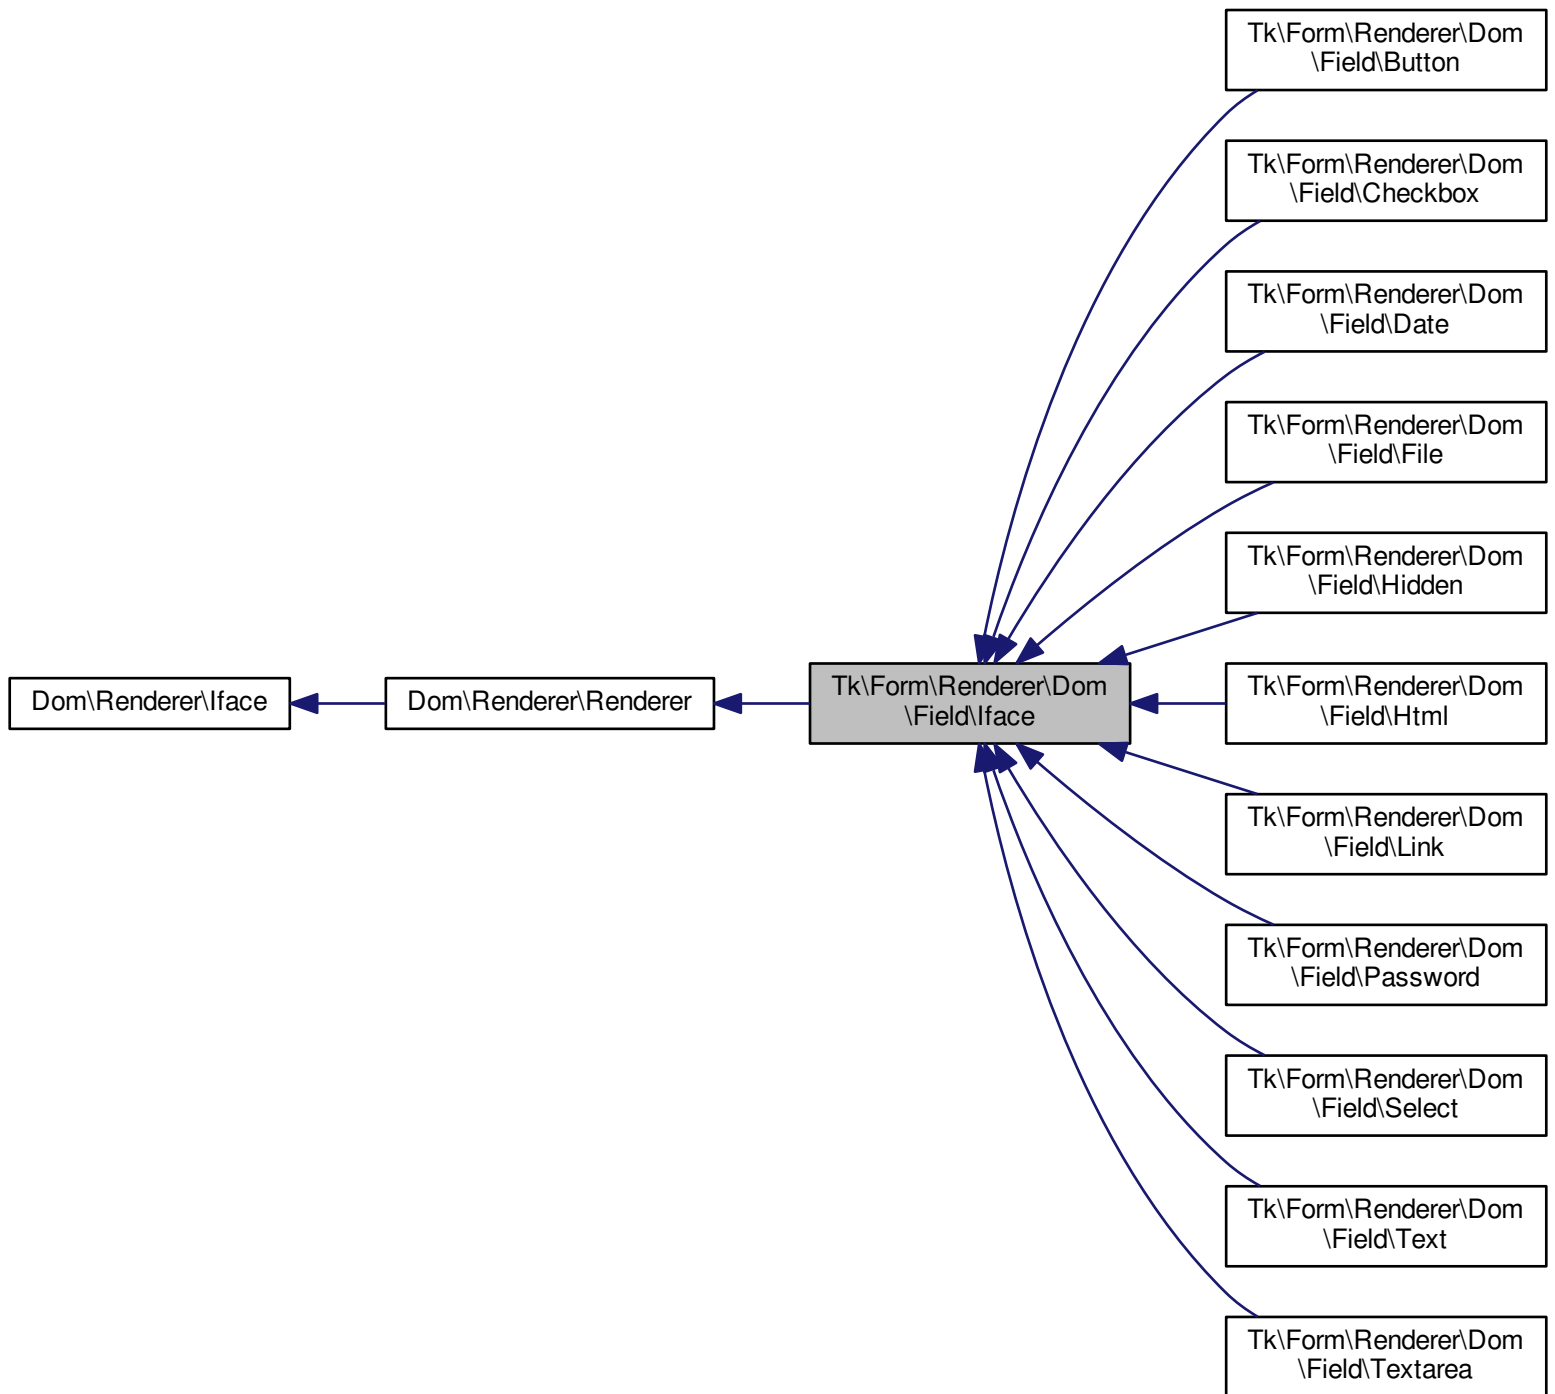 Tk\Form\Renderer\Dom
\Field\Button
Tk\Form\Renderer\Dom
\Field\Checkbox
Tk\Form\Renderer\Dom
\Field\Date
Tk\Form\Renderer\Dom
\Field\File
Tk\Form\Renderer\Dom
\Field\Hidden
Dom\Renderer\Iface
Dom\Renderer\Renderer
Tk\Form\Renderer\Dom
\Field\Iface
Tk\Form\Renderer\Dom
\Field\Html
Tk\Form\Renderer\Dom
\Field\Link
Tk\Form\Renderer\Dom
\Field\Password
Tk\Form\Renderer\Dom
\Field\Select
Tk\Form\Renderer\Dom
\Field\Text
Tk\Form\Renderer\Dom
\Field\Textarea